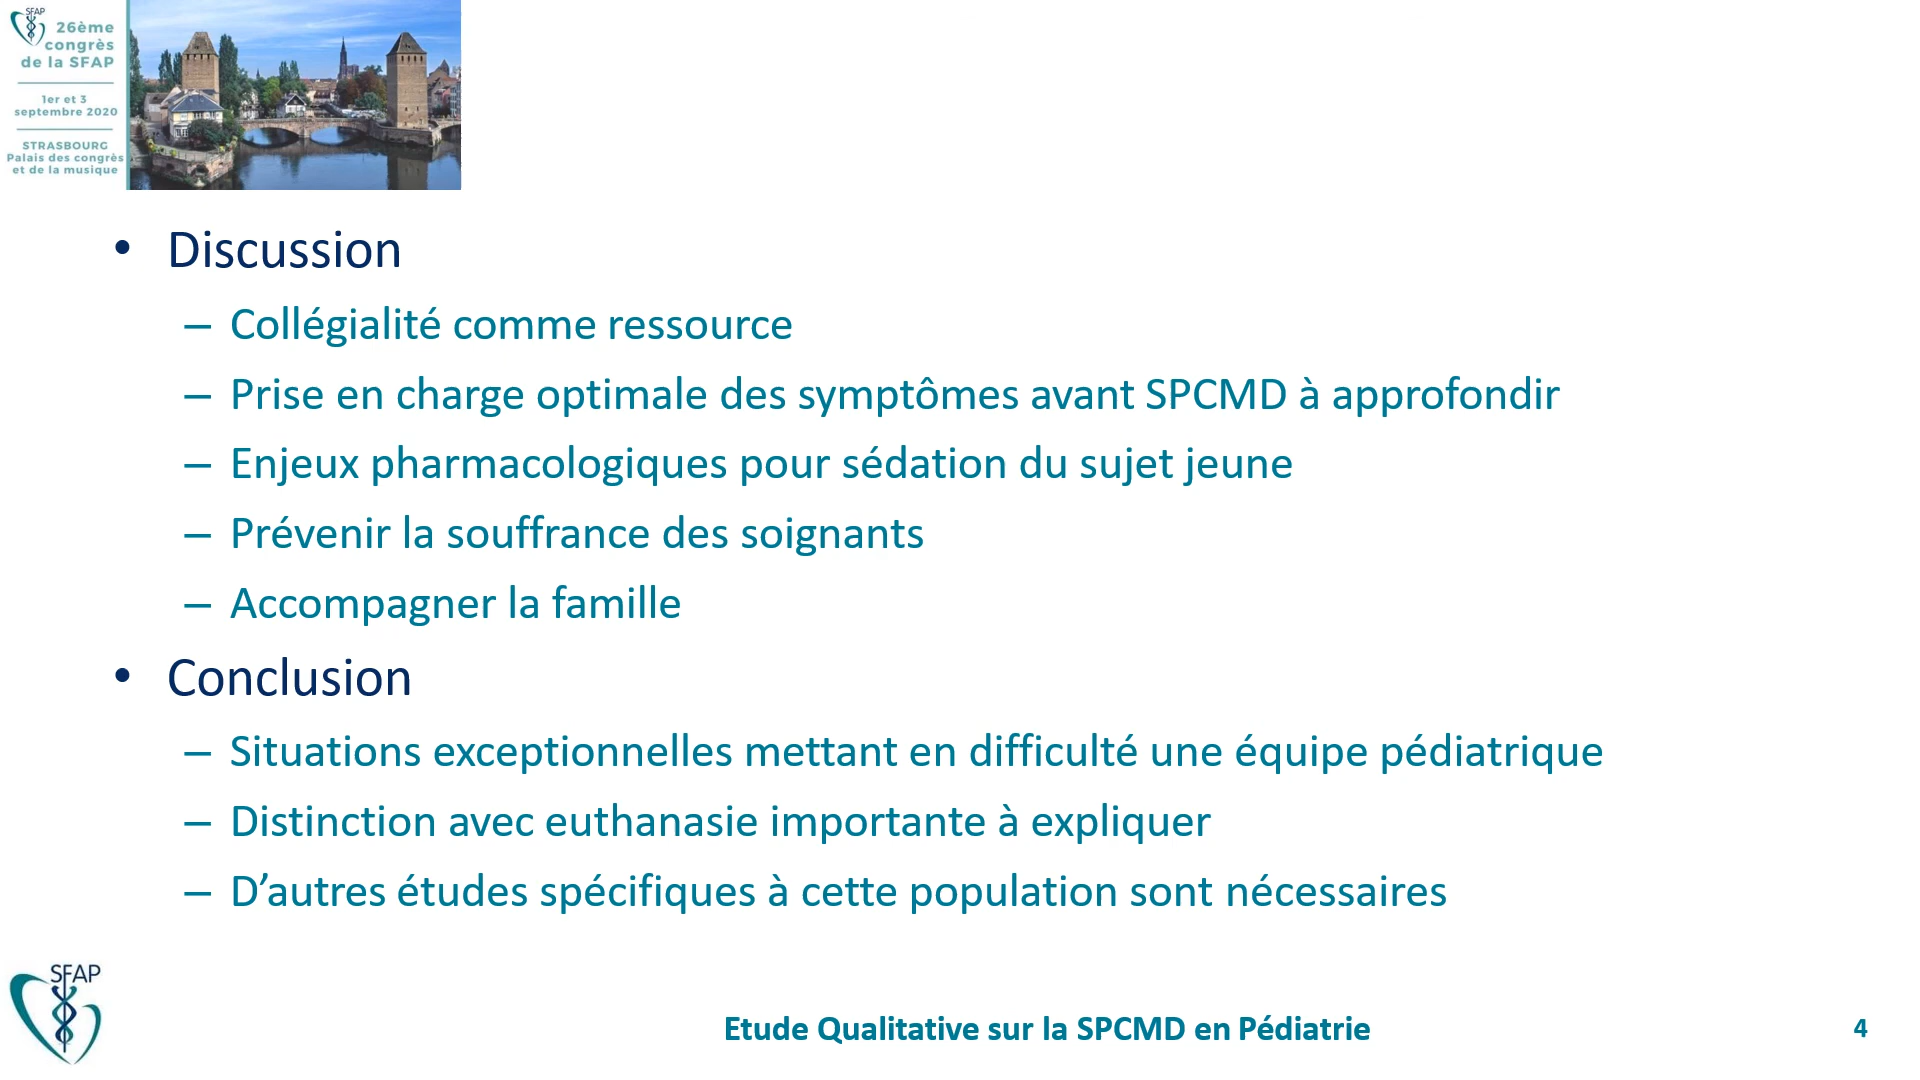 SFAP
26ème
congrès
de la SFAP
1er et 3
septembre 2020
STRASBOURG
Palais des congrès
et de la musique
• Discussion
– Collégialité comme ressource
– Prise en charge optimale des symptômes avant SPCMD à approfondir
– Enjeux pharmacologiques pour sédation du sujet jeune
– Prévenir la souffrance des soignants
– Accompagner la famille
• Conclusion
– Situations exceptionnelles mettant en difficulté une équipe pédiatrique
– Distinction avec euthanasie importante à expliquer
– D’autres études spécifiques à cette population sont nécessaires
SFAP
Etude Qualitative sur la SPCMD en Pédiatrie
4